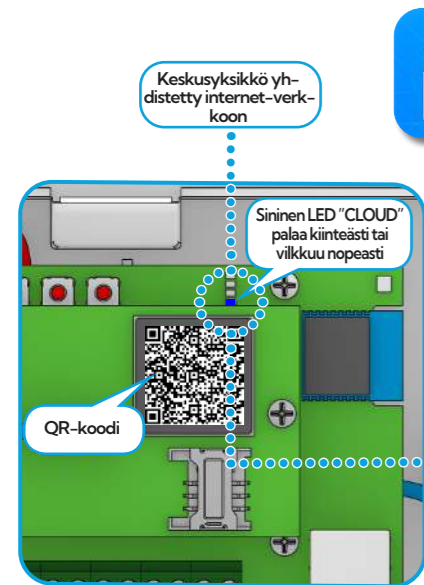 Keskusyksikkö yh-
distetty internet-verk-
koon
Sininen LED "CLOUD"
palaa kiinteästi tai
vilkkuu nopeasti
QR-koodi